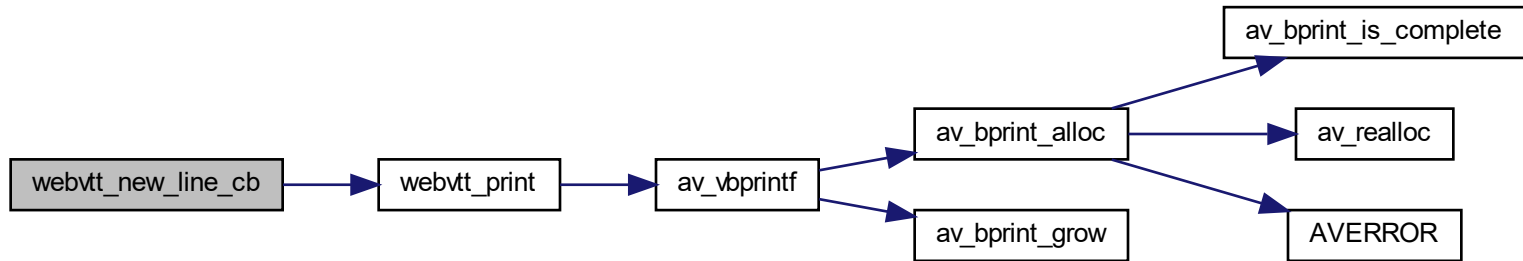 webvtt_new_line_cb
webvtt_print
av_vbprintf
av_bprint_alloc
av_bprint_grow
av_bprint_is_complete
av_realloc
AVERROR